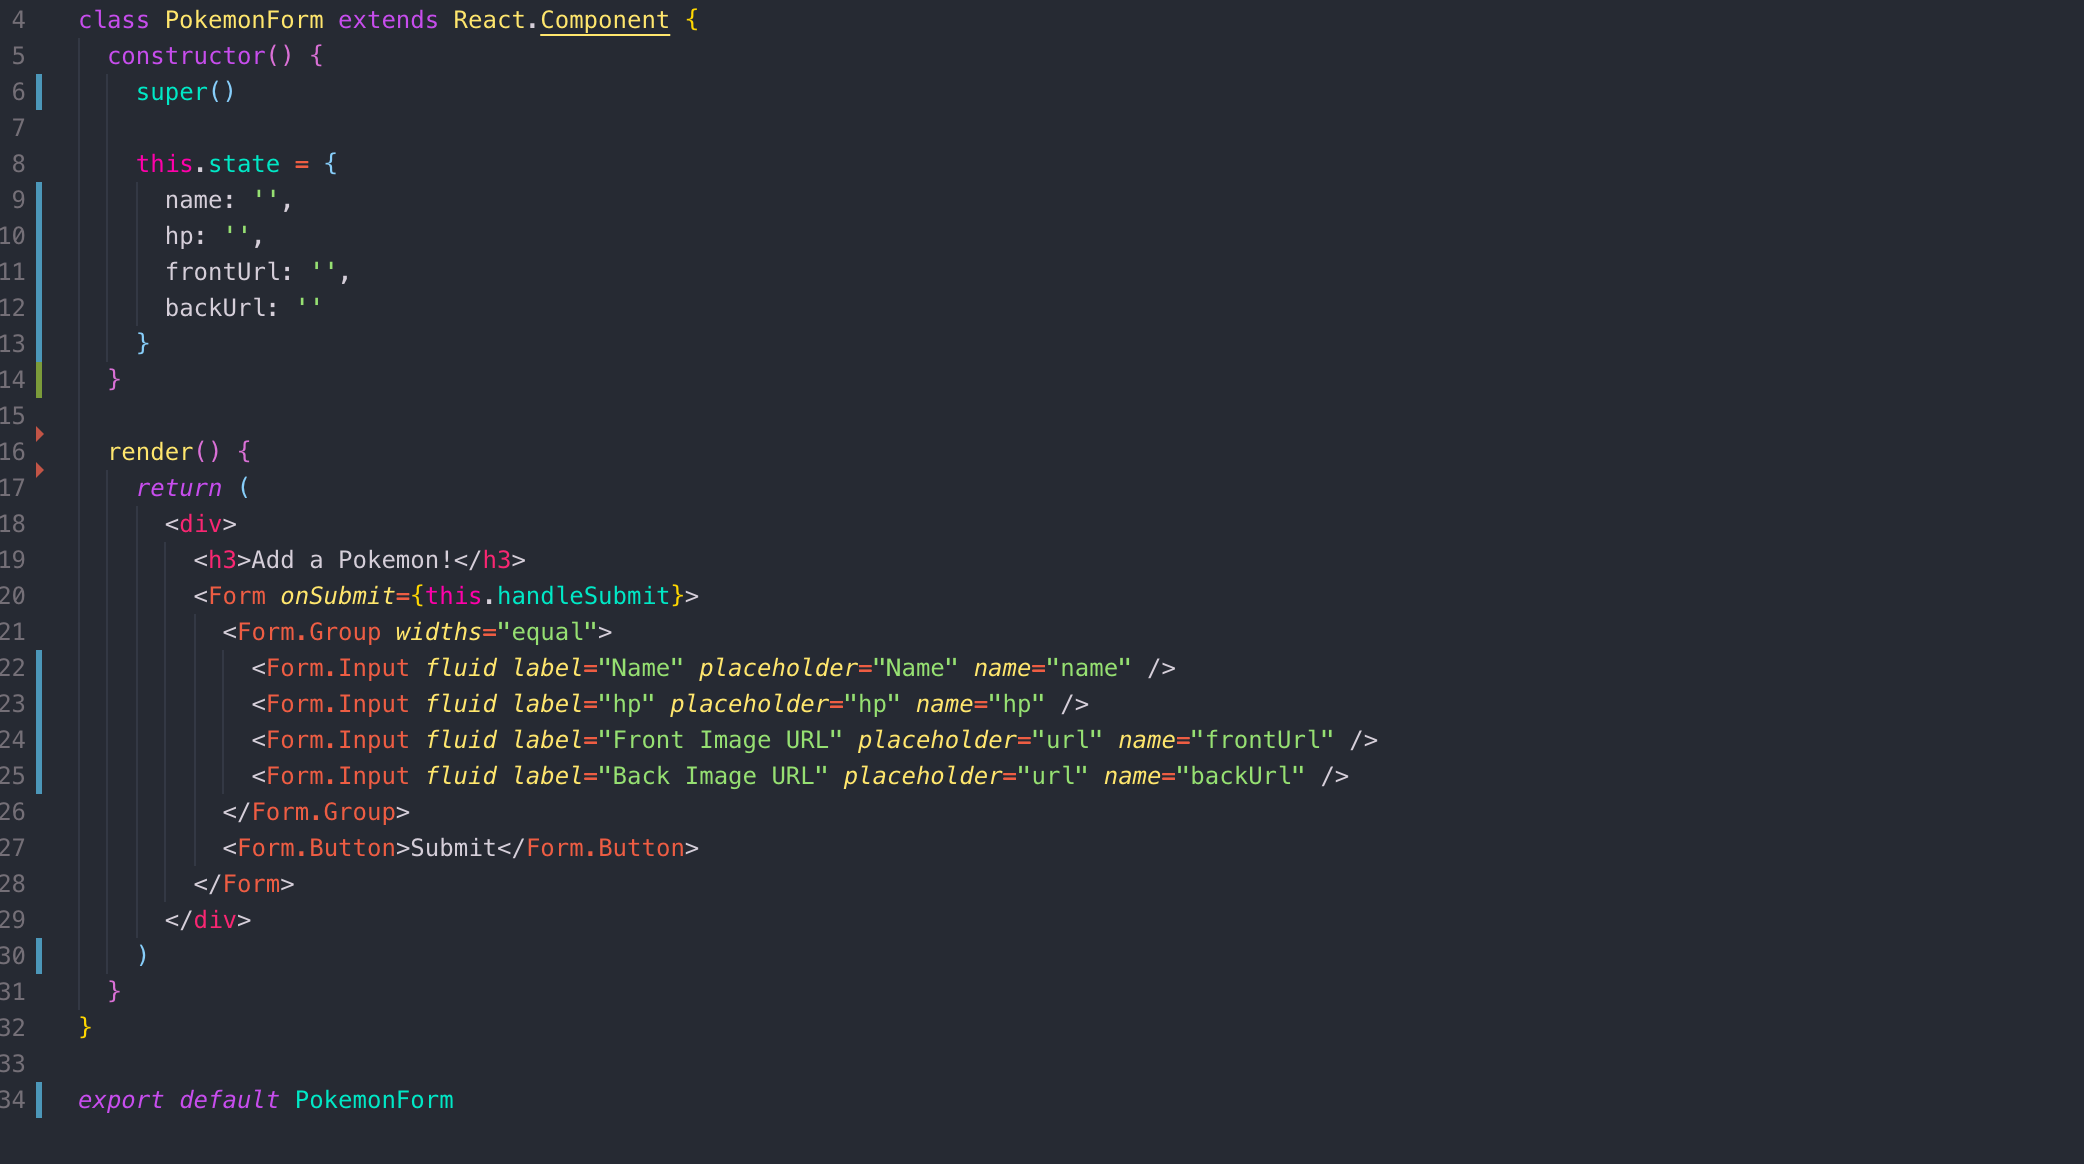 4 class PokemonForm extends React.Component {
5 constructor() {
6 super()
7
8 this.state = {
9 name: '',
10 hp: '',
11 frontUrl: '',
12 backUrl: ''
13 }
14 }
15
16 render() {
17 return (
18 <div>
19 <h3>Add a Pokemon!</h3>
20 <Form onSubmit={this.handleSubmit}>
21 <Form.Group widths="equal">
22 <Form.Input fluid label="Name" placeholder="Name" name="name" />
23 <Form.Input fluid label="hp" placeholder="hp" name="hp" />
24 <Form.Input fluid label="Front Image URL" placeholder="url" name="frontUrl" />
25 <Form.Input fluid label="Back Image URL" placeholder="url" name="backUrl" />
26 </Form.Group>
27 <Form.Button>Submit</Form.Button>
28 </Form>
29 </div>
30 )
31 }
32 }
33
34 export default PokemonForm